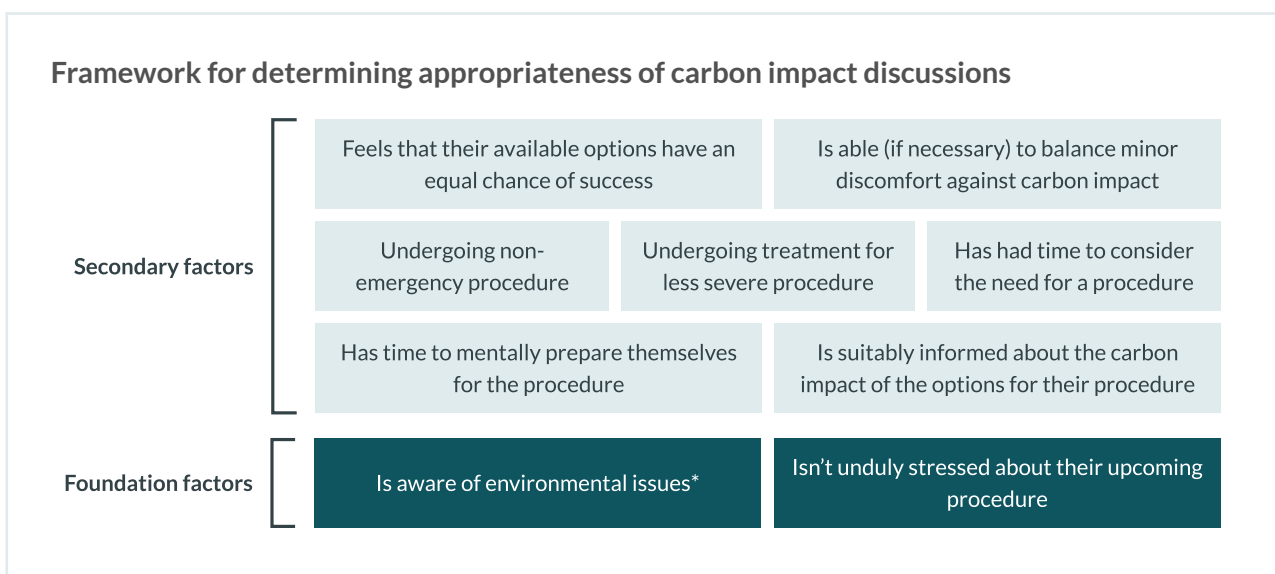 Framework for determining appropriateness of carbon impact discussions
Feels that their available options have an
equal chance of success
Is able (if necessary) to balance minor
discomfort against carbon impact
Secondary factors
Undergoing non-
emergency procedure
Undergoing treatment for
less severe procedure
Has had time to consider
the need for a procedure
Has time to mentally prepare themselves
for the procedure
Is suitably informed about the carbon
impact of the options for their procedure
Foundation factors
Is aware of environmental issues*
Isn’t unduly stressed about their upcoming
procedure